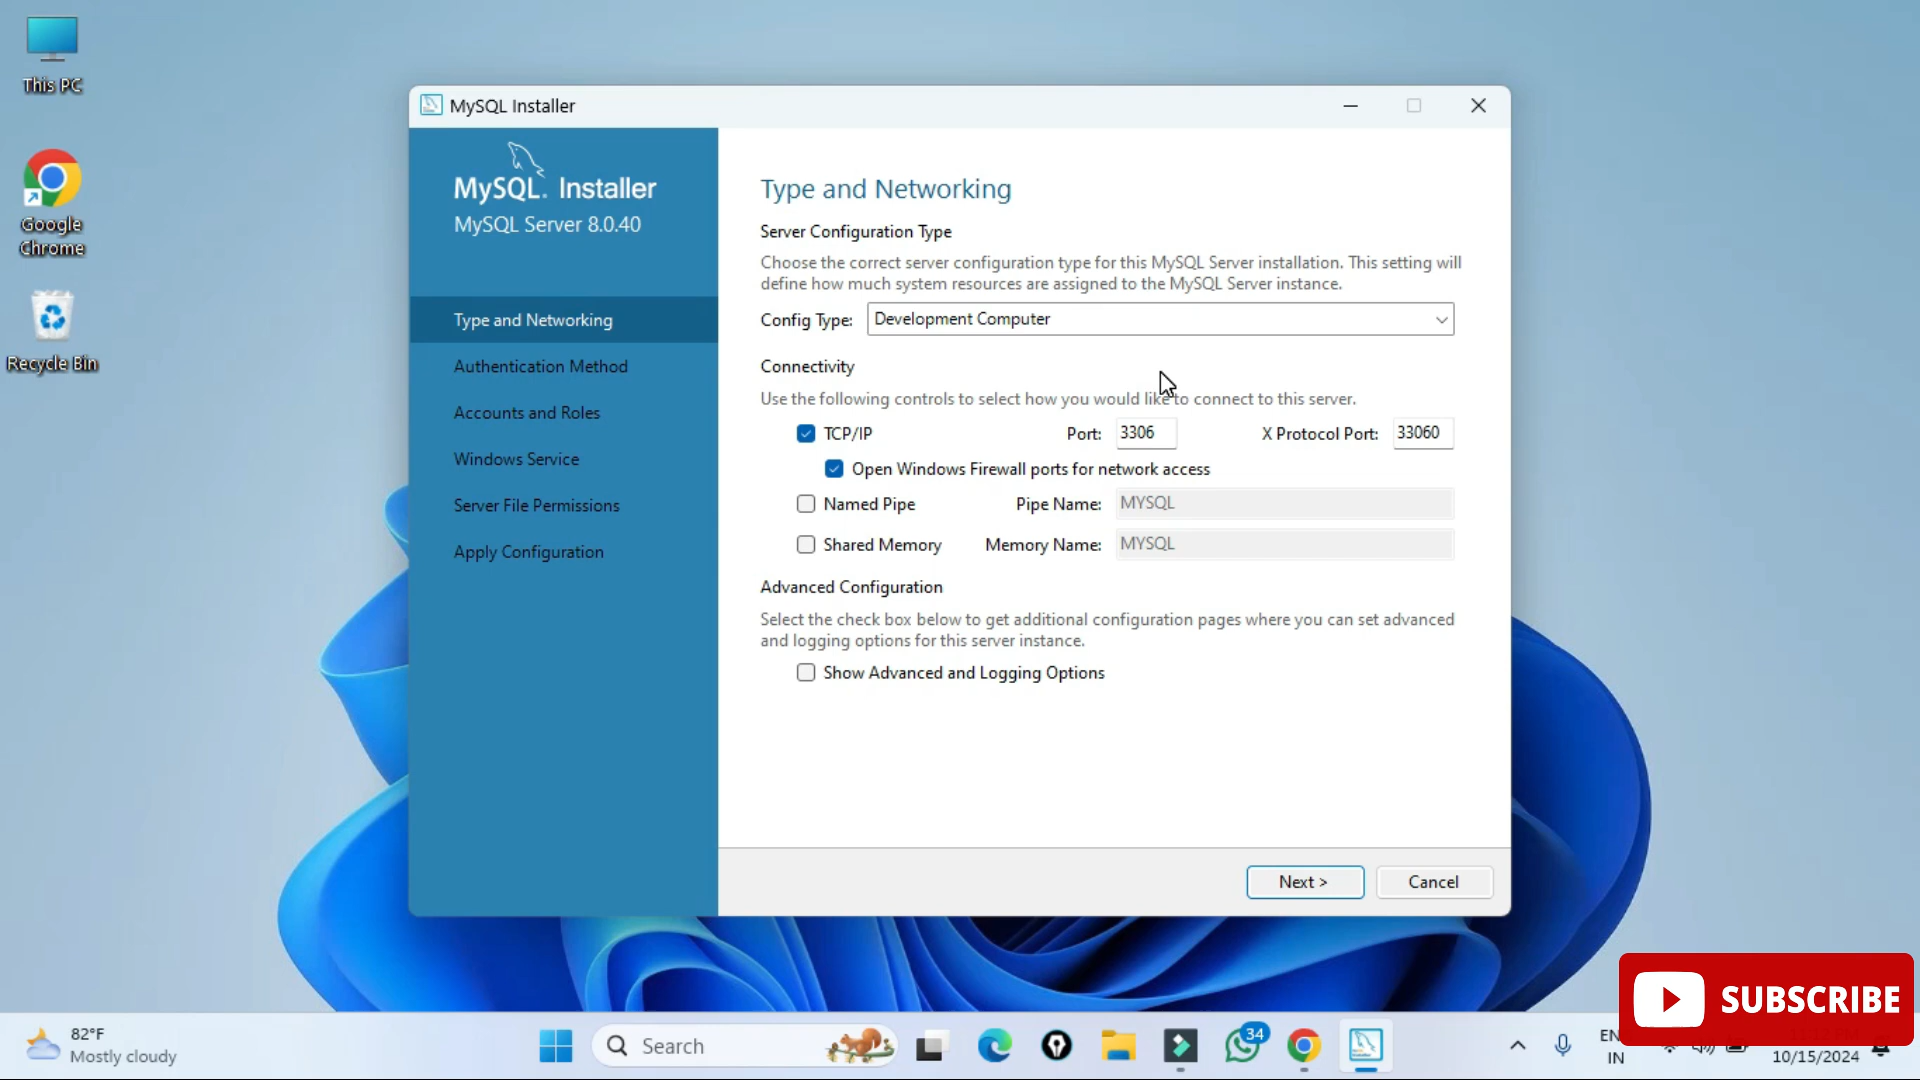 This PC
Google
Chrome
Recycle Bin
MySQL Installer
MySQL. Installer
MySQL Server 8.0.40
Type and Networking
Authentication Method
Accounts and Roles
Windows Service
Server File Permissions
Apply Configuration
Type and Networking
Server Configuration Type
Choose the correct server configuration type for this MySQL Server installation. This setting will
define how much system resources are assigned to the MySQL Server instance.
Config Type: Development Computer
Connectivity
Use the following controls to select how you would like to connect to this server.
TCP/IP Port: 3306 X Protocol Port: 33060
Open Windows Firewall ports for network access
Named Pipe Pipe Name: MYSQL
Shared Memory Memory Name: MYSQL
Advanced Configuration
Select the check box below to get additional configuration pages where you can set advanced
and logging options for this server instance.
Show Advanced and Logging Options
Next > Cancel
SUBSCRIBE
82°F
Mostly cloudy
Search
34
IN
10/15/2024